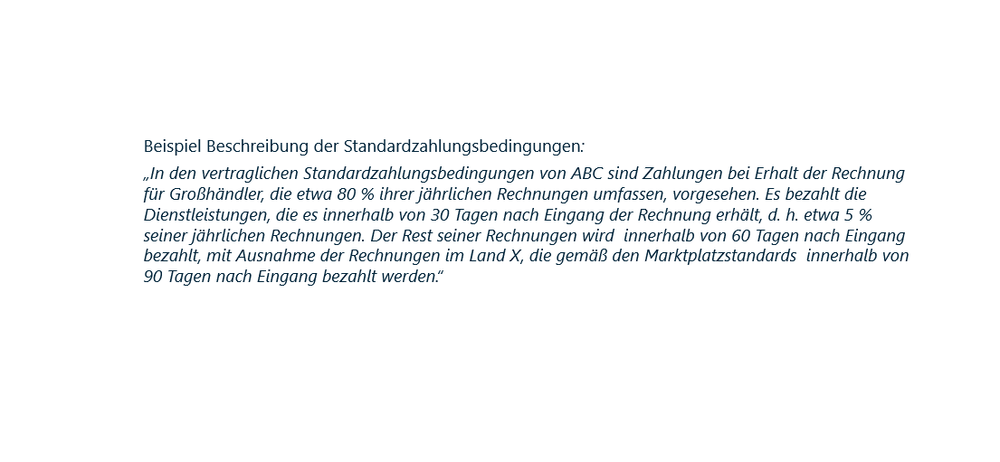 Beispiel Beschreibung der Standardzahlungsbedingungen:
„In den vertraglichen Standardzahlungsbedingungen von ABC sind Zahlungen bei Erhalt der Rechnung
für Großhändler, die etwa 80 % ihrer jährlichen Rechnungen umfassen, vorgesehen. Es bezahlt die
Dienstleistungen, die es innerhalb von 30 Tagen nach Eingang der Rechnung erhält, d. h. etwa 5 %
seiner jährlichen Rechnungen. Der Rest seiner Rechnungen wird  innerhalb von 60 Tagen nach Eingang
bezahlt, mit Ausnahme der Rechnungen im Land X, die gemäß den Marktplatzstandards  innerhalb von
90 Tagen nach Eingang bezahlt werden.“